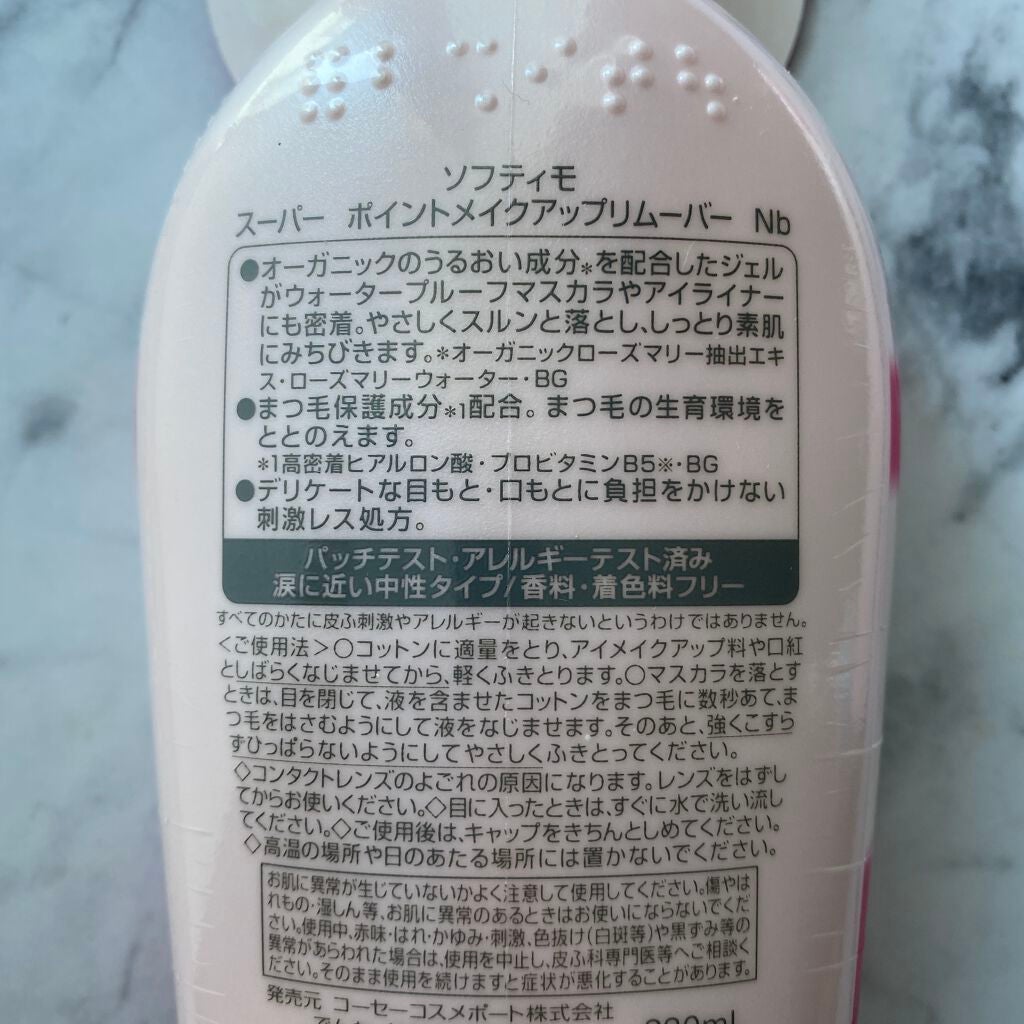 ソフティモ
スーパー ポイントメイクアップリムーバー Nb
●オーガニックのうるおい成分*を配合したジェル
がウォータープルーフマスカラやアイライナー
にも密着。やさしくスルンと落とし、しっとり素肌
にみちびきます。*オーガニックローズマリー抽出エキ
ス・ローズマリーウォーター・BG
●まつ毛保護成分*1配合。まつ毛の生育環境を
ととのえます。
*1高密着ヒアルロン酸・プロビタミンB5※・BG
●デリケートな目もと・口もとに負担をかけない
刺激レス処方。
パッチテスト・アレルギーテスト済み
涙に近い中性タイプ/香料・着色料フリー
すべてのかたに皮ふ刺激やアレルギーが起きないというわけではありません。
<ご使用法>○コットンに適量をとり、アイメイクアップ料や口紅
としばらくなじませてから、軽くふきとります。○マスカラを落とす
ときは、目を閉じて、液を含ませたコットンをまつ毛に数秒あて、ま
つ毛をはさむようにして液をなじませます。そのあと、強くこすら
ずひっぱらないようにしてやさしくふきとってください。
◇コンタクトレンズのよごれの原因になります。レンズをはずし
てからお使いください。◇目に入ったときは、すぐに水で洗い流し
てください。◇ご使用後は、キャップをきちんとしめてください。
◇高温の場所や日のあたる場所には置かないでください。
お肌に異常が生じていないかよく注意して使用してください。傷やは
れもの・湿しん等、お肌に異常のあるときはお使いにならないでくだ
さい。使用中、赤味・はれ・かゆみ・刺激、色抜け(白斑等)や黒ずみ等の
異常があらわれた場合は、使用を中止し、皮ふ科専門医等へご相談く
ださい。そのまま使用を続けますと症状が悪化することがあります。
発売元 コーセーコスメポート株式会社